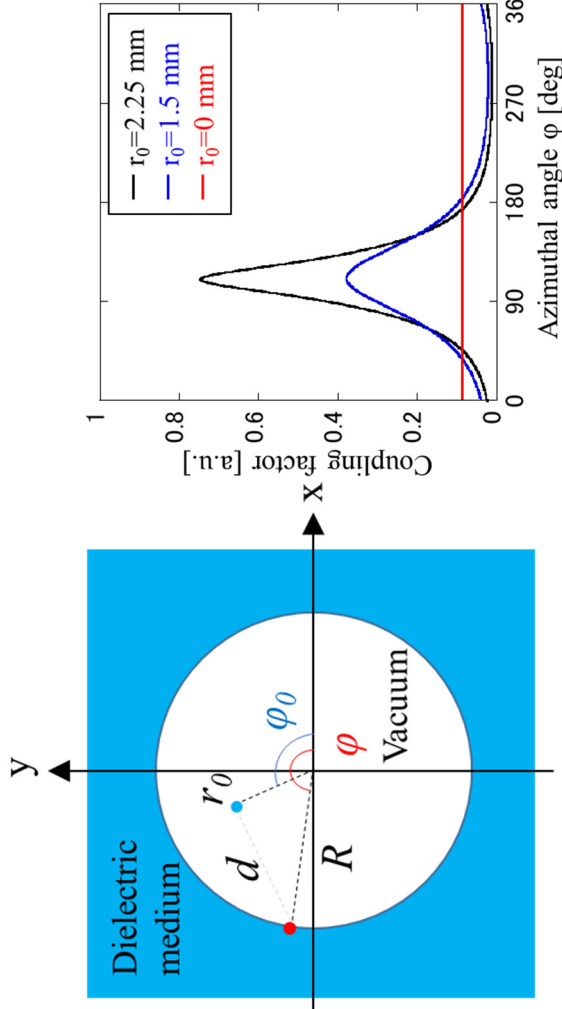 y
Dielectric
medium
r₀
φ₀
d
φ
x
R
Vacuum
Coupling factor [a.u.]
1
0.8
0.6
0.4
0.2
0
r₀=2.25 mm
r₀=1.5 mm
r₀=0 mm
0
90
180
270
36
Azimuthal angle φ [deg]